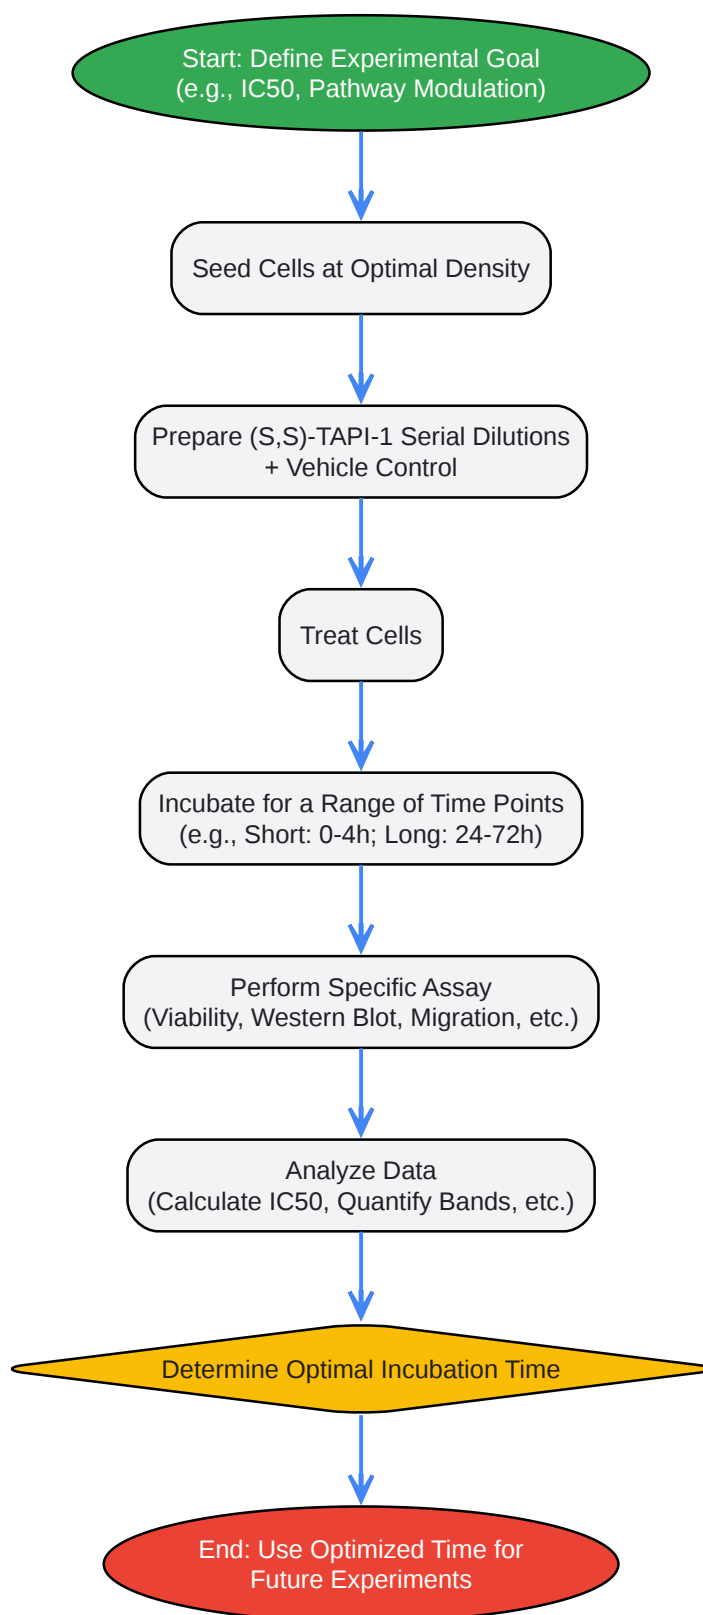 Start: Define Experimental Goal
(e.g., IC50, Pathway Modulation)
Seed Cells at Optimal Density
Prepare (S,S)-TAPI-1 Serial Dilutions
+ Vehicle Control
Treat Cells
Incubate for a Range of Time Points
(e.g., Short: 0-4h; Long: 24-72h)
Perform Specific Assay
(Viability, Western Blot, Migration, etc.)
Analyze Data
(Calculate IC50, Quantify Bands, etc.)
Determine Optimal Incubation Time
End: Use Optimized Time for
Future Experiments